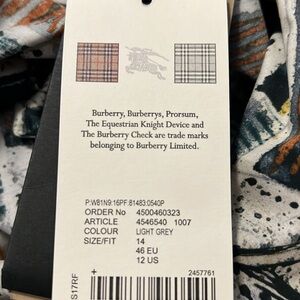 Burberry, Burberrys, Prorsum,
The Equestrian Knight Device and
The Burberry Check are trade marks
belonging to Burberry Limited.
P:W81N9:16PF:81483:0540P
ORDER No 4500460323
ARTICLE 4546540 1007
COLOUR LIGHT GREY
SIZE/FIT 14
46 EU
12 US
+ 2457761
S17RF